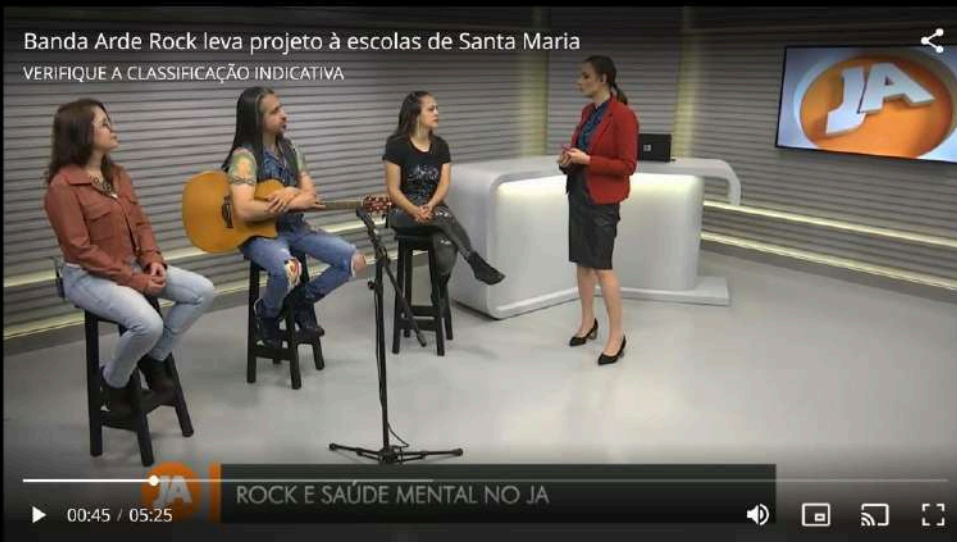 Banda Arde Rock leva projeto à escolas de Santa Maria
VERIFIQUE A CLASSIFICAÇÃO INDICATIVA
JA
JA
ROCK E SAÚDE MENTAL NO JA
00:45 / 05:25